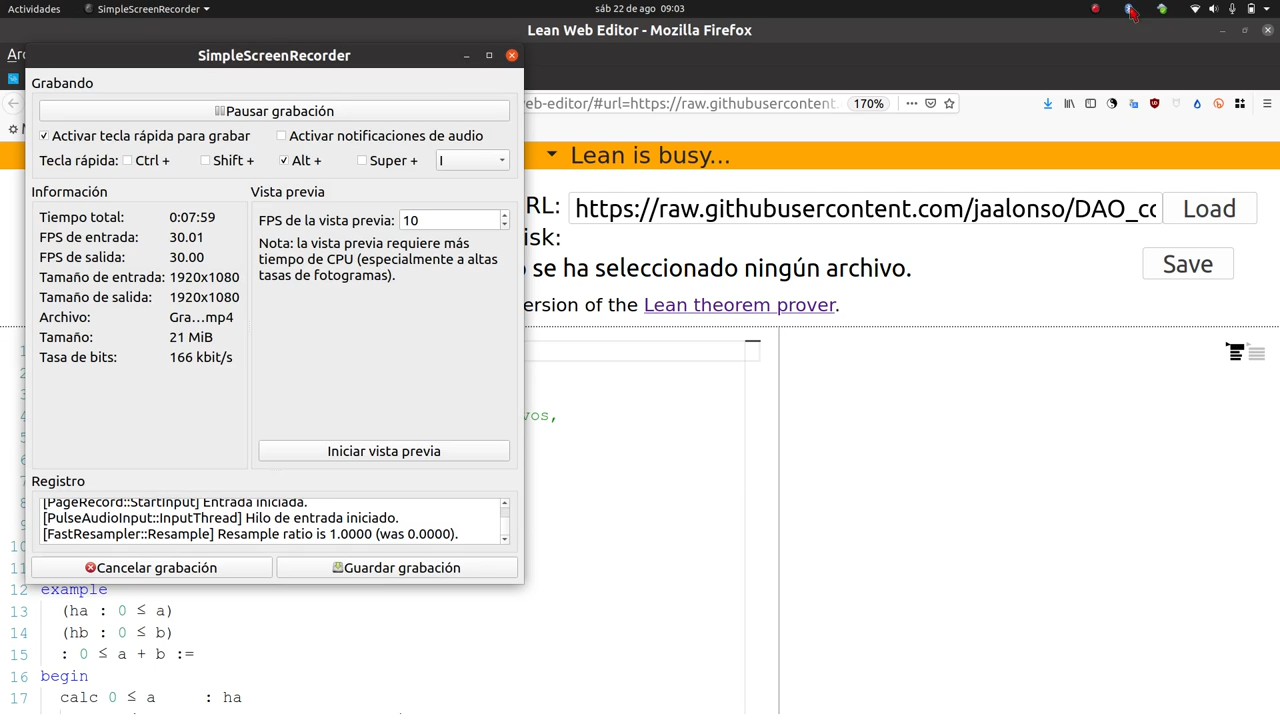 Actividades SimpleScreenRecorder sáb 22 de ago 09:03
Lean Web Editor - Mozilla Firefox
SimpleScreenRecorder
Grabando
Pausar grabación
Activar tecla rápida para grabar Activar notificaciones de audio
Tecla rápida: Ctrl + Shift + Alt + Super + I
Información Vista previa
Tiempo total: 0:07:59
FPS de entrada: 30.01
FPS de salida: 30.00
Tamaño de entrada: 1920x1080
Tamaño de salida: 1920x1080
Archivo: Gra...mp4
Tamaño: 21 MiB
Tasa de bits: 166 kbit/s
FPS de la vista previa: 10
Nota: la vista previa requiere más
tiempo de CPU (especialmente a altas
tasas de fotogramas).
Iniciar vista previa
Registro
[PageRecord::StartInput] Entrada iniciada.
[PulseAudioInput::InputThread] Hilo de entrada iniciado.
[FastResampler::Resample] Resample ratio is 1.0000 (was 0.0000).
Cancelar grabación Guardar grabación
eb-editor/#url=https://raw.githubusercontent. 170%
Lean is busy...
RL: https://raw.githubusercontent.com/jaalonso/DAO_cc Load
isk:
se ha seleccionado ningún archivo. Save
ersion of the Lean theorem prover.
vos,
12 example
13 (ha : 0 ≤ a)
14 (hb : 0 ≤ b)
15 : 0 ≤ a + b :=
16 begin
17 calc 0 ≤ a : ha